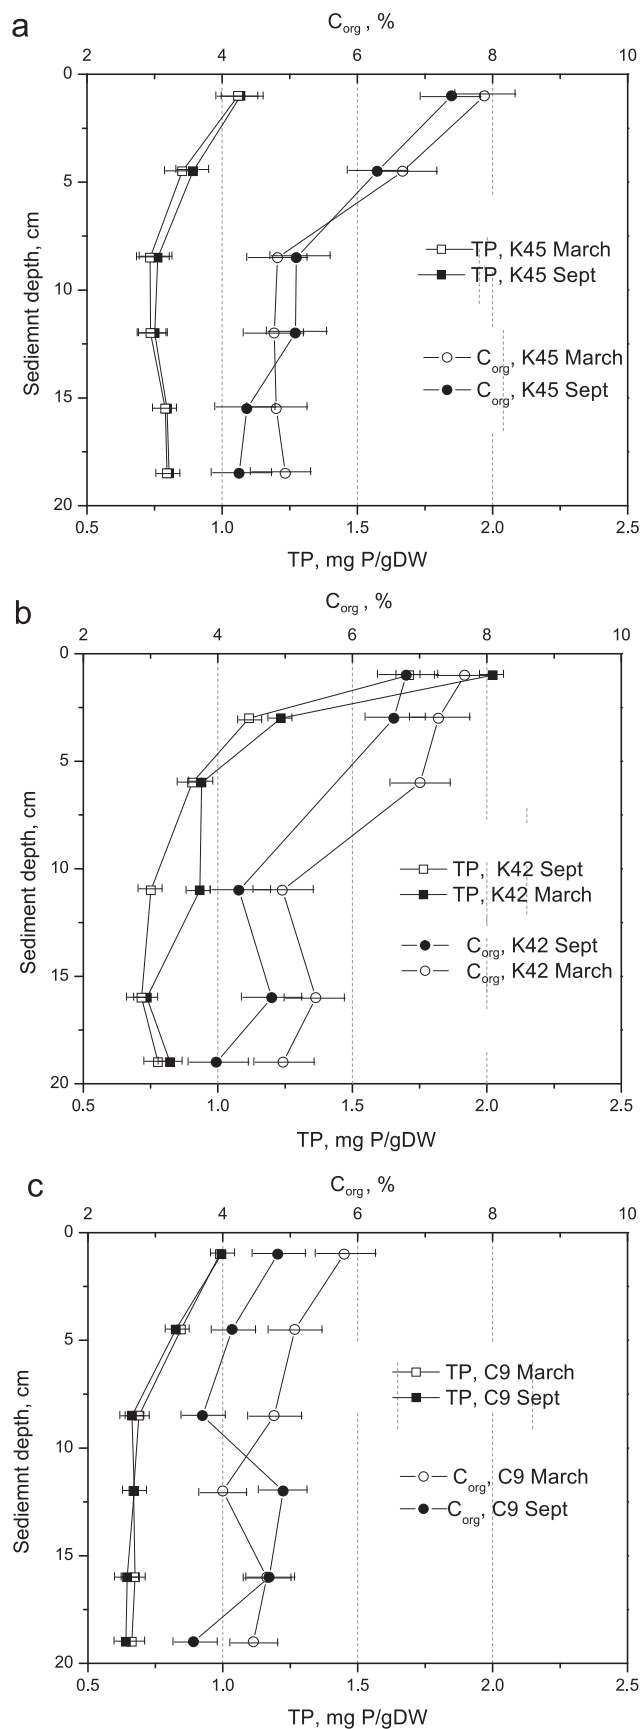 a
C_org , %
2 4 6 8 10
0
5
10
15
20
Sediemnt depth, cm
TP, K45 March
TP, K45 Sept
C_org, K45 March
C_org, K45 Sept
0.5 1.0 1.5 2.0 2.5
TP, mg P/gDW
b
C_org , %
2 4 6 8 10
0
5
10
15
20
Sediment depth, cm
TP, K42 Sept
TP, K42 March
C_org, K42 Sept
C_org, K42 March
0.5 1.0 1.5 2.0 2.5
TP, mg P/gDW
c
C_org , %
2 4 6 8 10
0
5
10
15
20
Sediemnt depth, cm
TP, C9 March
TP, C9 Sept
C_org, C9 March
C_org, C9 Sept
0.5 1.0 1.5 2.0 2.5
TP, mg P/gDW